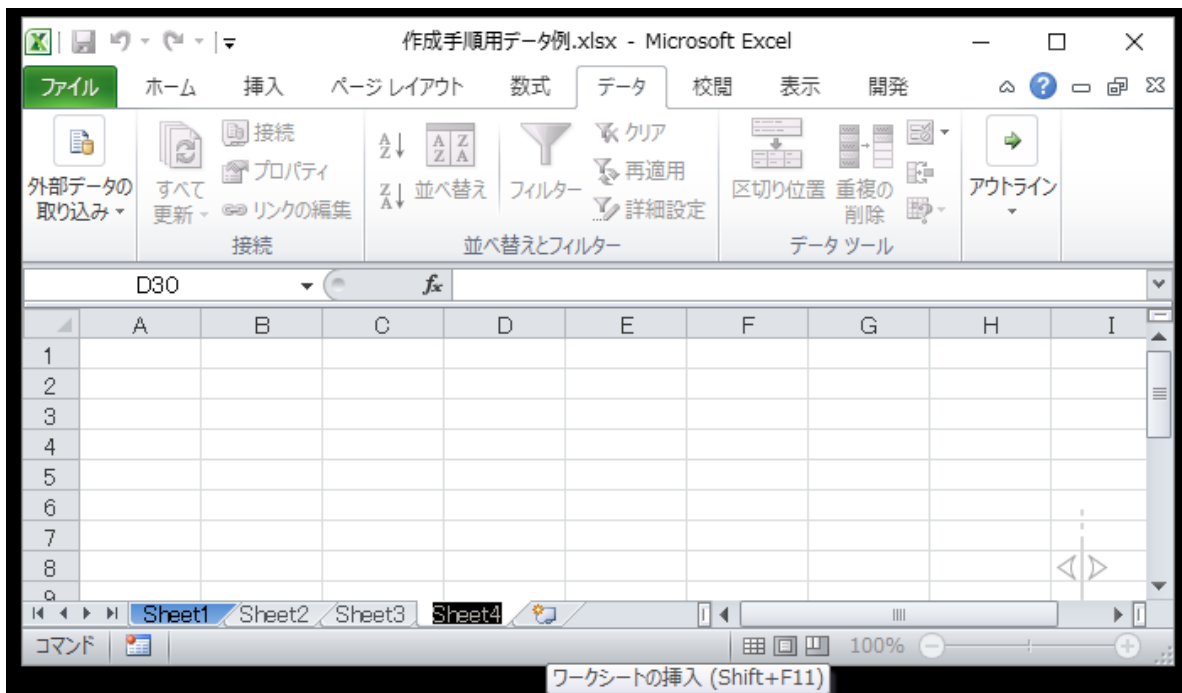 作成手順用データ例.xlsx - Microsoft Excel
ファイル ホーム 挿入 ページ レイアウト 数式 データ 校閲 表示 開発
外部データの
取り込み
すべて
更新
接続
プロパティ
リンクの編集
接続
並べ替え
フィルター
クリア
再適用
詳細設定
並べ替えとフィルター
区切り位置
重複の
削除
データ ツール
アウトライン
D30 fx
A B C D E F G H I
1
2
3
4
5
6
7
8
9
Sheet1 Sheet2 Sheet3 Sheet4
コマンド 100%
ワークシートの挿入 (Shift+F11)